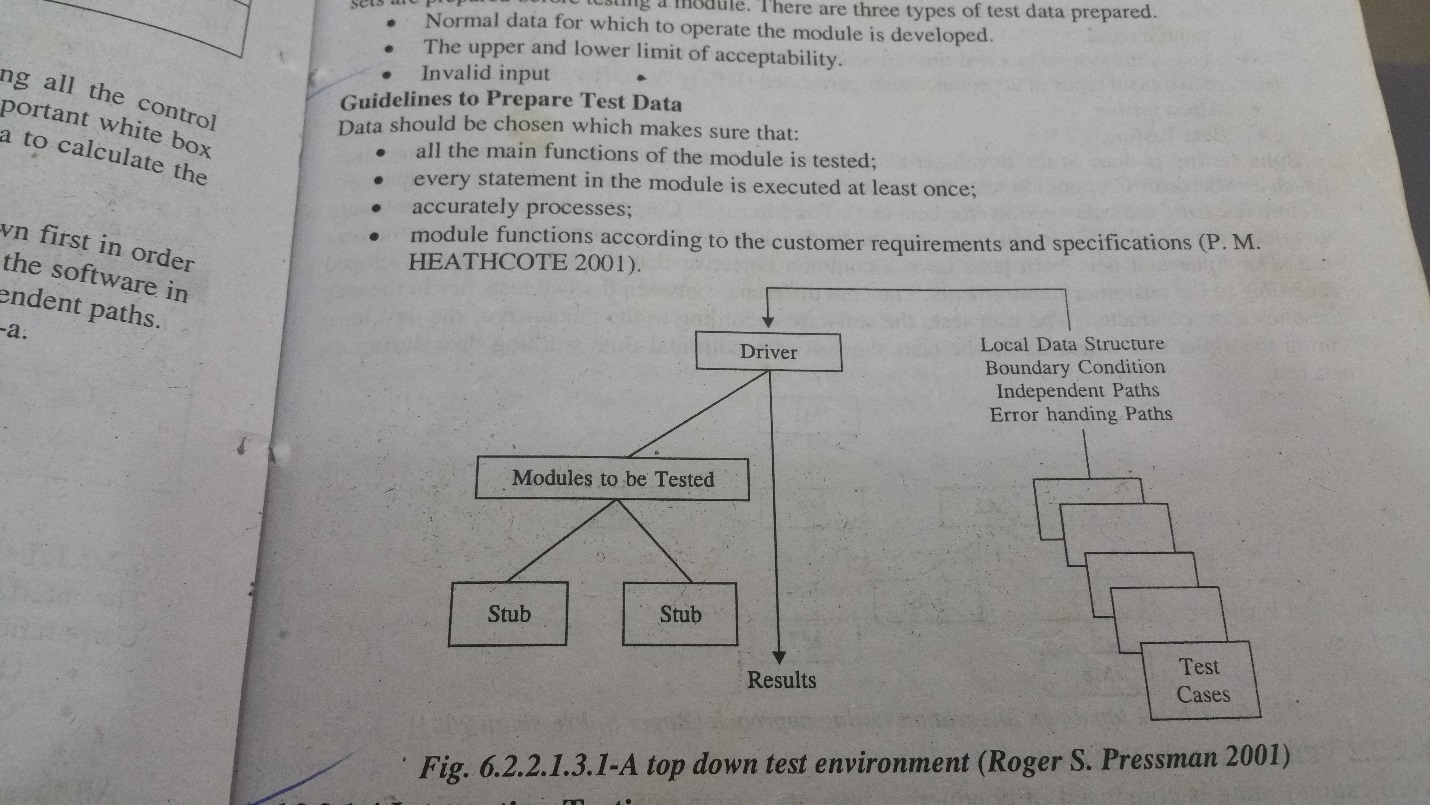 ng all the control
portant white box
a to calculate the
wn first in order
the software in
endent paths.
-a.
sets are prepared before testing a module. There are three types of test data prepared.
• Normal data for which to operate the module is developed.
• The upper and lower limit of acceptability.
• Invalid input
Guidelines to Prepare Test Data
Data should be chosen which makes sure that:
• all the main functions of the module is tested;
• every statement in the module is executed at least once;
• accurately processes;
• module functions according to the customer requirements and specifications (P. M.
HEATHCOTE 2001).
Driver
Modules to be Tested
Stub
Stub
Results
Local Data Structure
Boundary Condition
Independent Paths
Error handing Paths
Test
Cases
Fig. 6.2.2.1.3.1-A top down test environment (Roger S. Pressman 2001)